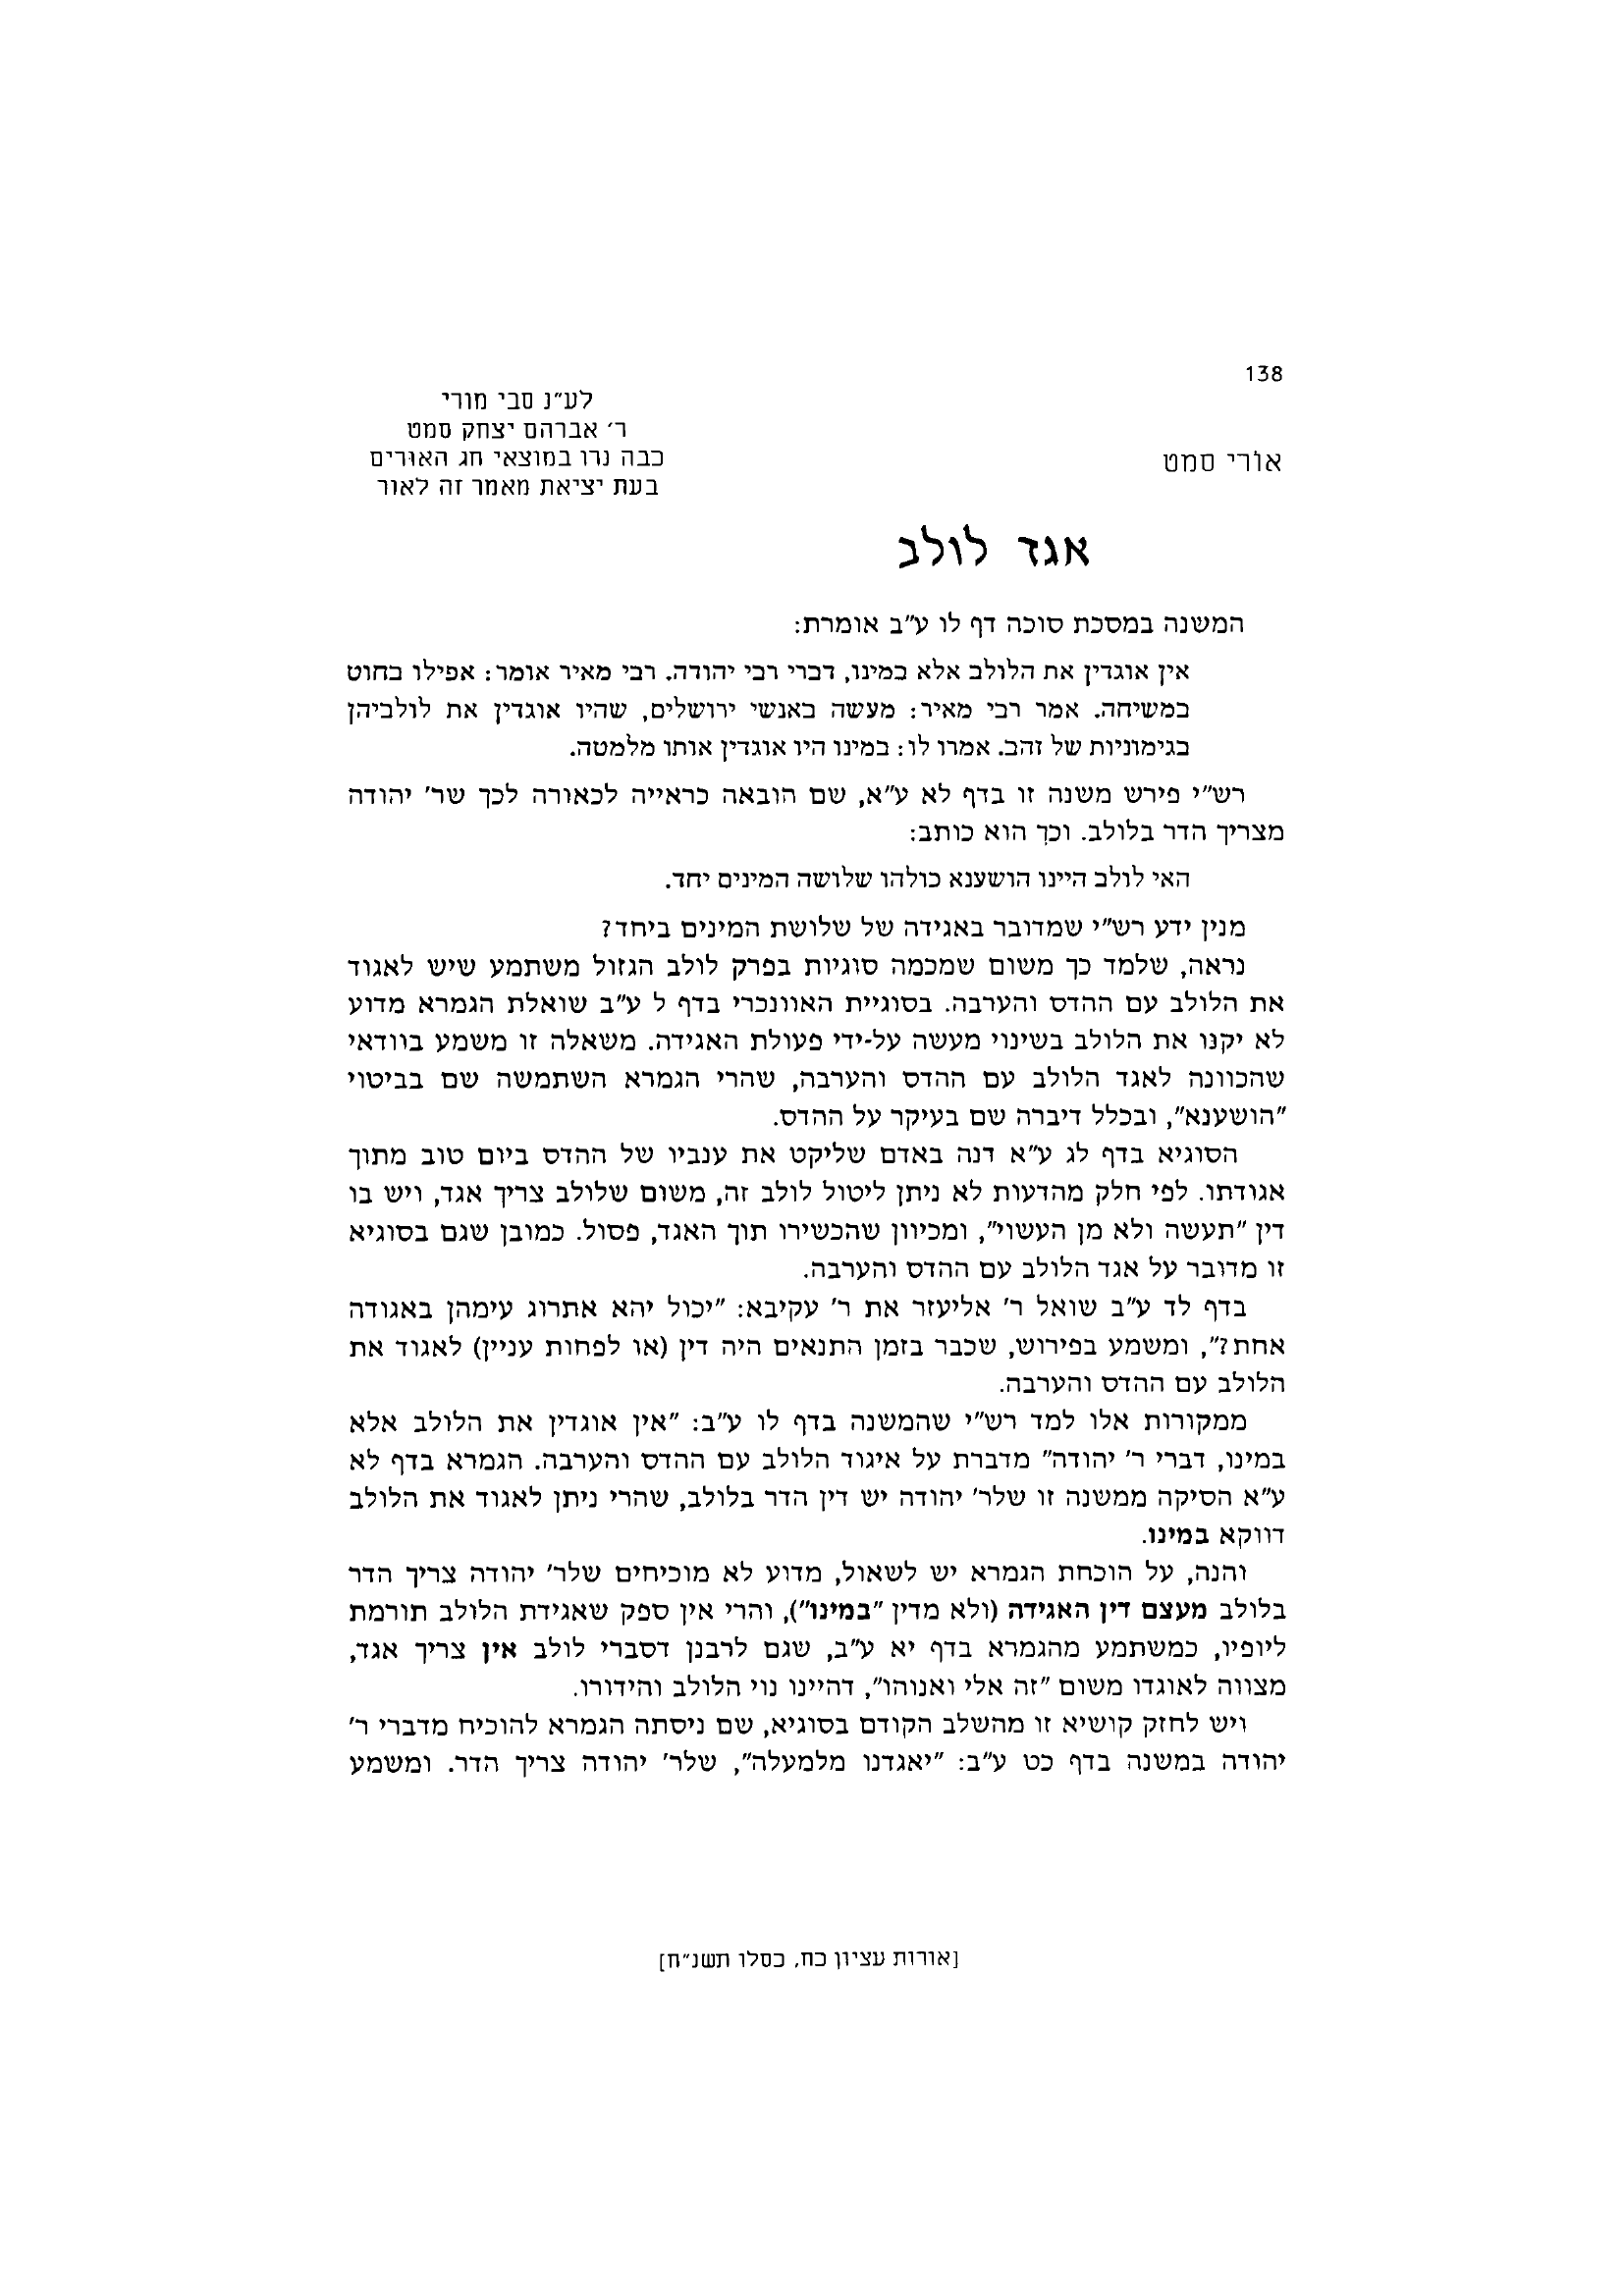 138
לע״נ סבי מורי
ר׳ אברהם יצחק סמט
כבה נרו במוצאי חג האורים
בעת יציאת מאמר זה לאור
אורי סמט
אגד לולב
המשנה במסכת סוכה דף לו ע״ב אומרת:
אין אוגדין את הלולב אלא במינו, דברי רבי יהודה. רבי מאיר אומר: אפילו בחוט
במשיחה. אמר רבי מאיר: מעשה באנשי ירושלים, שהיו אוגדין את לולביהן
בגימוניות של זהב. אמרו לו: במינו היו אוגדין אותו מלמטה.
רש״י פירש משנה זו בדף לא ע״א, שם הובאה כראייה לכאורה לכך שר׳ יהודה
מצריך הדר בלולב. וכך הוא כותב:
האי לולב היינו הושענא כולהו שלושה המינים יחד.
מנין ידע רש״י שמדובר באגידה של שלושת המינים ביחד?
נראה, שלמד כך משום שמכמה סוגיות בפרק לולב הגזול משתמע שיש לאגוד
את הלולב עם ההדס והערבה. בסוגיית האוונכרי בדף ל ע״ב שואלת הגמרא מדוע
לא יקנו את הלולב בשינוי מעשה על-ידי פעולת האגידה. משאלה זו משמע בוודאי
שהכוונה לאגד הלולב עם ההדס והערבה, שהרי הגמרא השתמשה שם בביטוי
״הושענא״, ובכלל דיברה שם בעיקר על ההדס.
הסוגיא בדף לג ע״א דנה באדם שליקט את ענביו של ההדס ביום טוב מתוך
אגודתו. לפי חלק מהדעות לא ניתן ליטול לולב זה, משום שלולב צריך אגד, ויש בו
דין ״תעשה ולא מן העשוי״, ומכיוון שהכשירו תוך האגד, פסול. כמובן שגם בסוגיא
זו מדובר על אגד הלולב עם ההדס והערבה.
בדף לד ע״ב שואל ר׳ אליעזר את ר׳ עקיבא: ״יכול יהא אתרוג עימהן באגודה
אחת?״, ומשמע בפירוש, שכבר בזמן התנאים היה דין (או לפחות עניין) לאגוד את
הלולב עם ההדס והערבה.
ממקורות אלו למד רש״י שהמשנה בדף לו ע״ב: ״אין אוגדין את הלולב אלא
במינו, דברי ר׳ יהודה״ מדברת על איגוד הלולב עם ההדס והערבה. הגמרא בדף לא
ע״א הסיקה ממשנה זו שלר׳ יהודה יש דין הדר בלולב, שהרי ניתן לאגוד את הלולב
דווקא במינו.
והנה, על הוכחת הגמרא יש לשאול, מדוע לא מוכיחים שלר׳ יהודה צריך הדר
בלולב מעצם דין האגידה (ולא מדין ״במינו״), והרי אין ספק שאגידת הלולב תורמת
ליופיו, כמשתמע מהגמרא בדף יא ע״ב, שגם לרבנן דסברי לולב אין צריך אגד,
מצווה לאוגדו משום ״זה אלי ואנוהו״, דהיינו נוי הלולב והידורו.
ויש לחזק קושיא זו מהשלב הקודם בסוגיא, שם ניסתה הגמרא להוכיח מדברי ר׳
יהודה במשנה בדף כט ע״ב: ״יאגדנו מלמעלה״, שלר׳ יהודה צריך הדר. ומשמע
[אורות עציון כח, כסלו תשנ״ח]